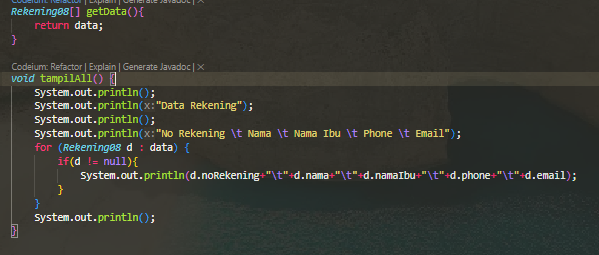 Codeium: Refactor | Explain | Generate Javadoc | ×
Rekening08[] getData(){
return data;
}
Codeium: Refactor | Explain | Generate Javadoc | ×
void tampilAll() {
System.out.println();
System.out.println(x:"Data Rekening");
System.out.println();
System.out.println(x:"No Rekening \t Nama \t Nama Ibu \t Phone \t Email");
for (Rekening08 d : data) {
if(d != null){
System.out.println(d.noRekening+"\t"+d.nama+"\t"+d.namaIbu+"\t"+d.phone+"\t"+d.email);
}
}
System.out.println();
}